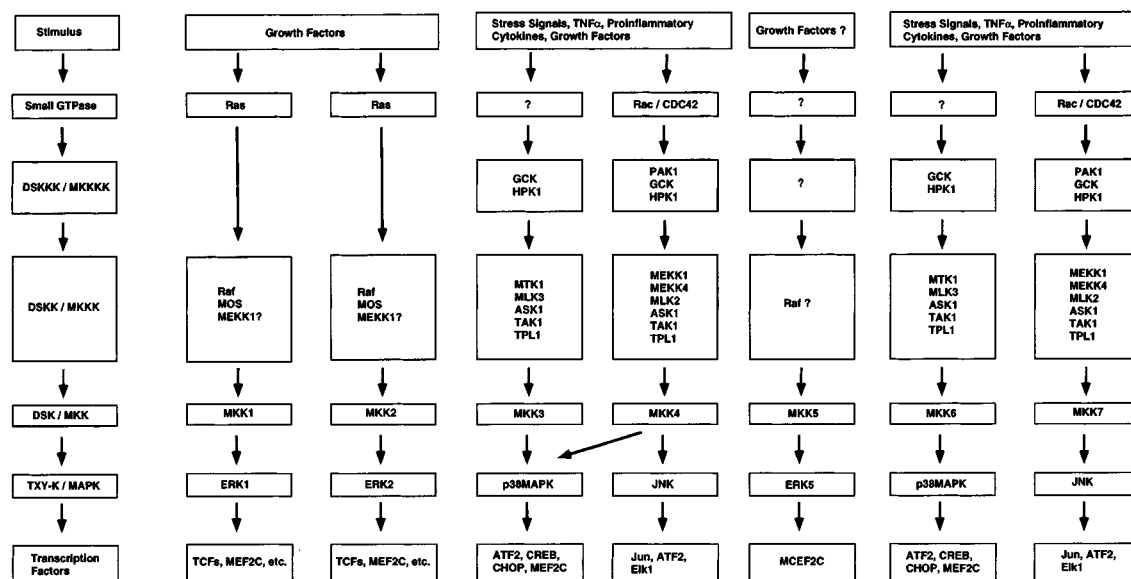 Stimulus
Growth Factors
Stress Signals, TNFα, Proinflammatory
Cytokines, Growth Factors
Growth Factors ?
Stress Signals, TNFα, Proinflammatory
Cytokines, Growth Factors
Small GTPase
Ras
Ras
?
Rac / CDC42
?
?
Rac / CDC42
DSKKK / MKKKK
GCK
HPK1
PAK1
GCK
HPK1
?
GCK
HPK1
PAK1
GCK
HPK1
DSKK / MKKK
Raf
MOS
MEKK1?
Raf
MOS
MEKK1?
MTK1
MLK3
ASK1
TAK1
TPL1
MEKK1
MEKK4
MLK2
ASK1
TAK1
TPL1
Raf ?
MTK1
MLK3
ASK1
TAK1
TPL1
MEKK1
MEKK4
MLK2
ASK1
TAK1
TPL1
DSK / MKK
MKK1
MKK2
MKK3
MKK4
MKK5
MKK6
MKK7
TXY-K / MAPK
ERK1
ERK2
p38MAPK
JNK
ERK5
p38MAPK
JNK
Transcription
Factors
TCFs, MEF2C, etc.
TCFs, MEF2C, etc.
ATF2, CREB,
CHOP, MEF2C
Jun, ATF2,
Elk1
MCEF2C
ATF2, CREB,
CHOP, MEF2C
Jun, ATF2,
Elk1